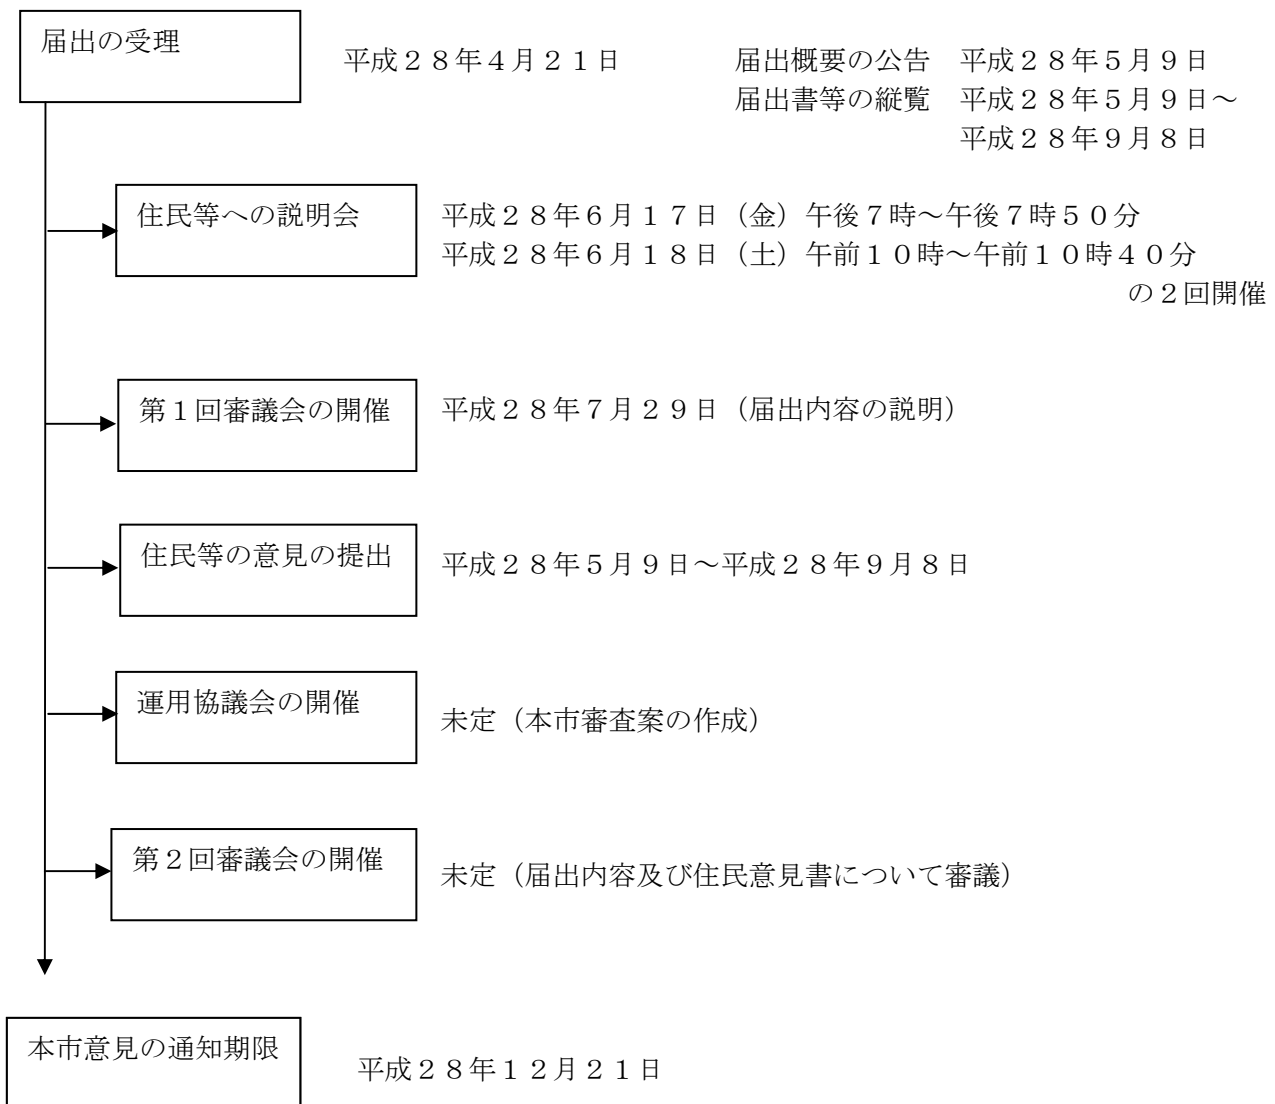 届出の受理
平成２８年４月２１日　届出概要の公告　平成２８年５月９日
届出書等の縦覧　平成２８年５月９日～
平成２８年９月８日
住民等への説明会
平成２８年６月１７日（金）午後７時～午後７時５０分
平成２８年６月１８日（土）午前１０時～午前１０時４０分
の２回開催
第１回審議会の開催
平成２８年７月２９日（届出内容の説明）
住民等の意見の提出
平成２８年５月９日～平成２８年９月８日
運用協議会の開催
未定（本市審査案の作成）
第２回審議会の開催
未定（届出内容及び住民意見書について審議）
本市意見の通知期限
平成２８年１２月２１日